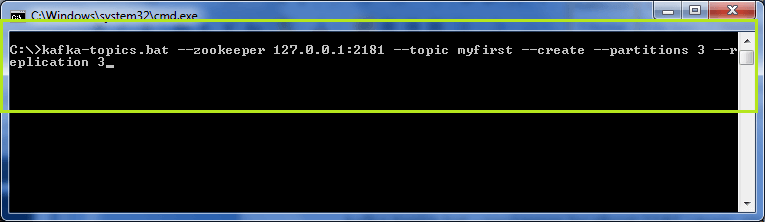 C:\Windows\system32\cmd.exe
C:\>kafka-topics.bat --zookeeper 127.0.0.1:2181 --topic myfirst --create --partitions 3 --r
eplication 3_